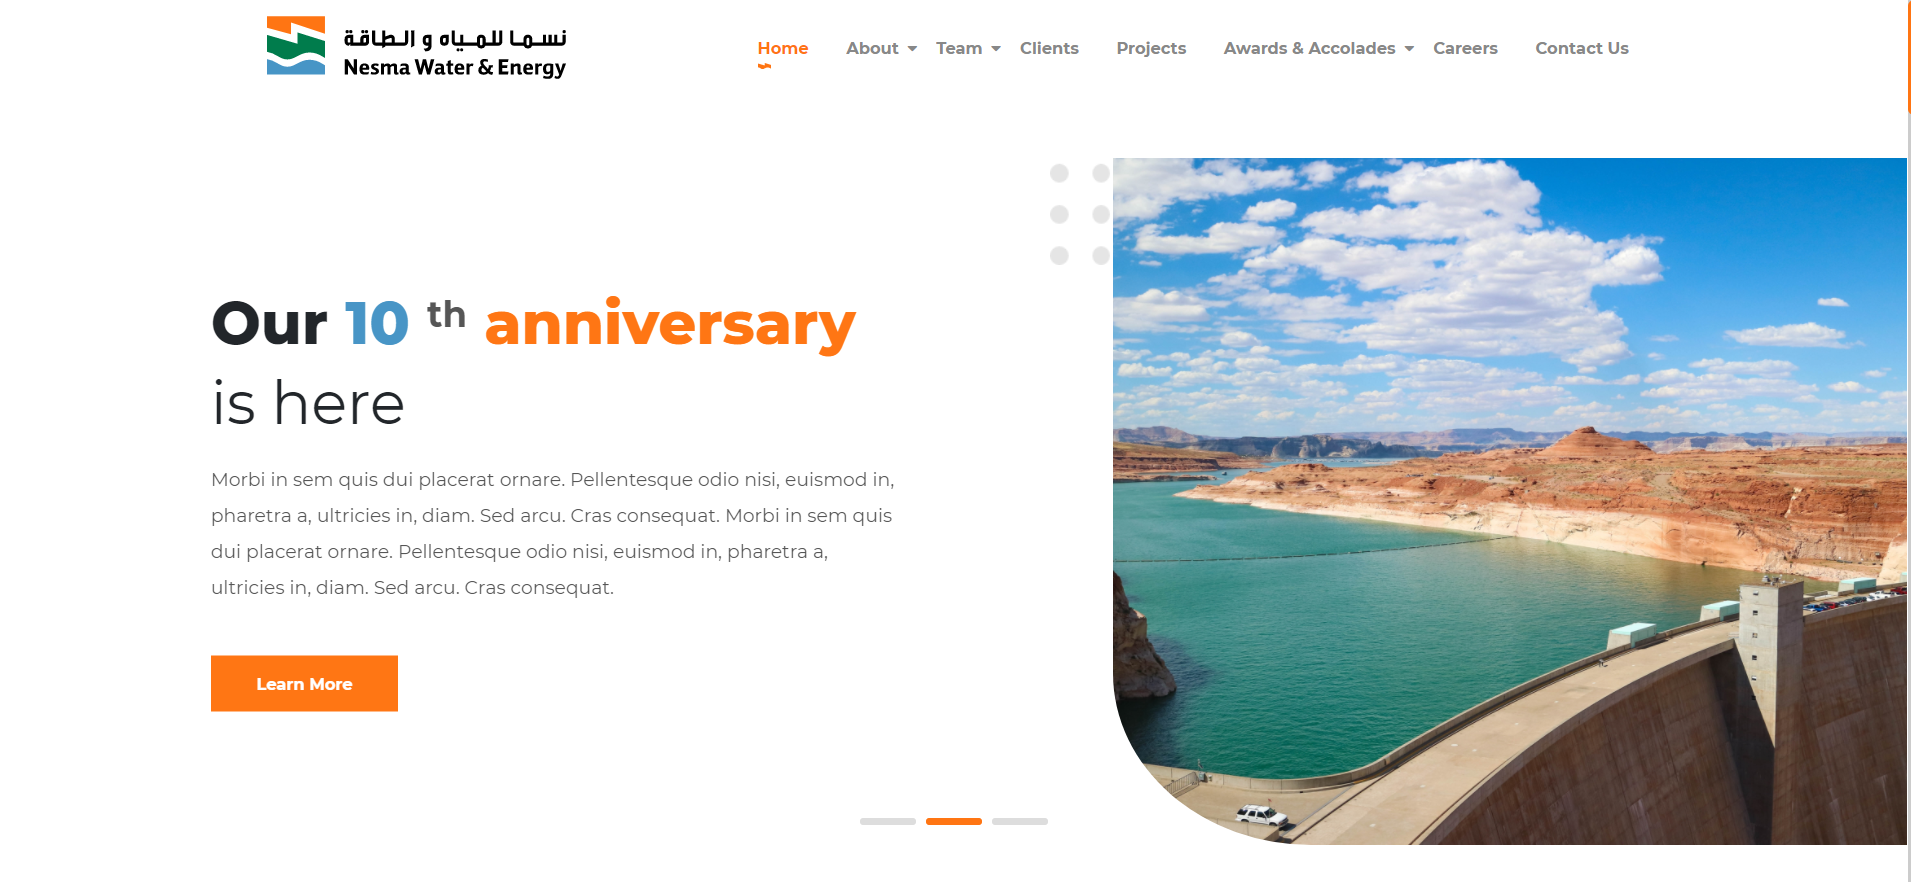 نسما للمياه و الطاقة
Nesma Water & Energy
Home About Team Clients Projects Awards & Accolades Careers Contact Us
Our 10 th anniversary
is here
Morbi in sem quis dui placerat ornare. Pellentesque odio nisi, euismod in,
pharetra a, ultricies in, diam. Sed arcu. Cras consequat. Morbi in sem quis
dui placerat ornare. Pellentesque odio nisi, euismod in, pharetra a,
ultricies in, diam. Sed arcu. Cras consequat.
Learn More